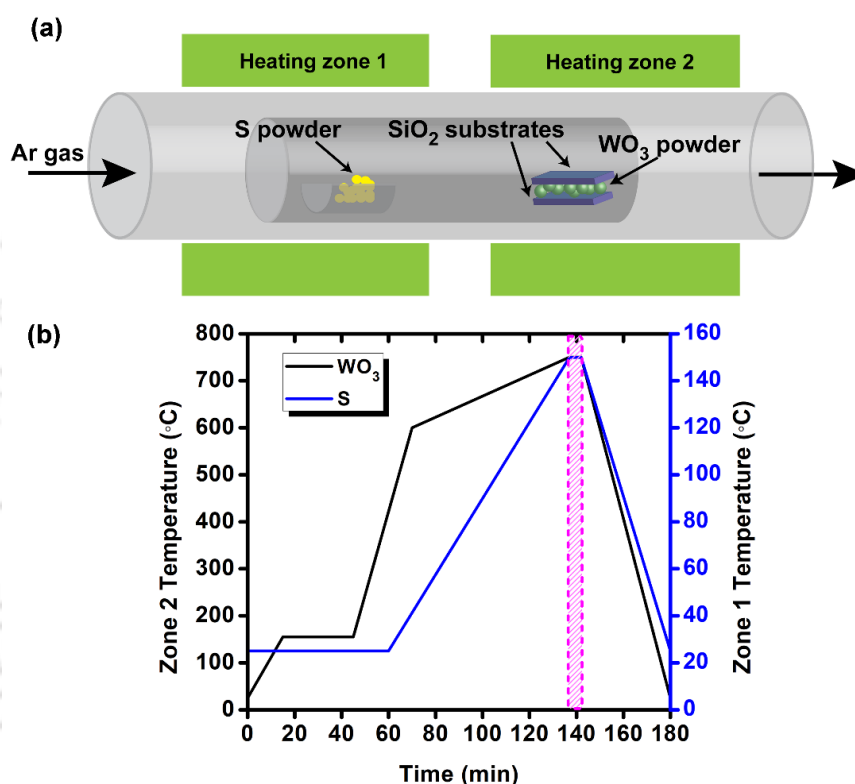 (a)
Heating zone 1
Heating zone 2
S powder
SiO₂ substrates
WO₃ powder
Ar gas
(b)
800
700
600
500
400
300
200
100
0
Zone 2 Temperature (◦C)
WO₃
S
160
140
120
100
80
60
40
20
0
Zone 1 Temperature (◦C)
0 20 40 60 80 100 120 140 160 180
Time (min)